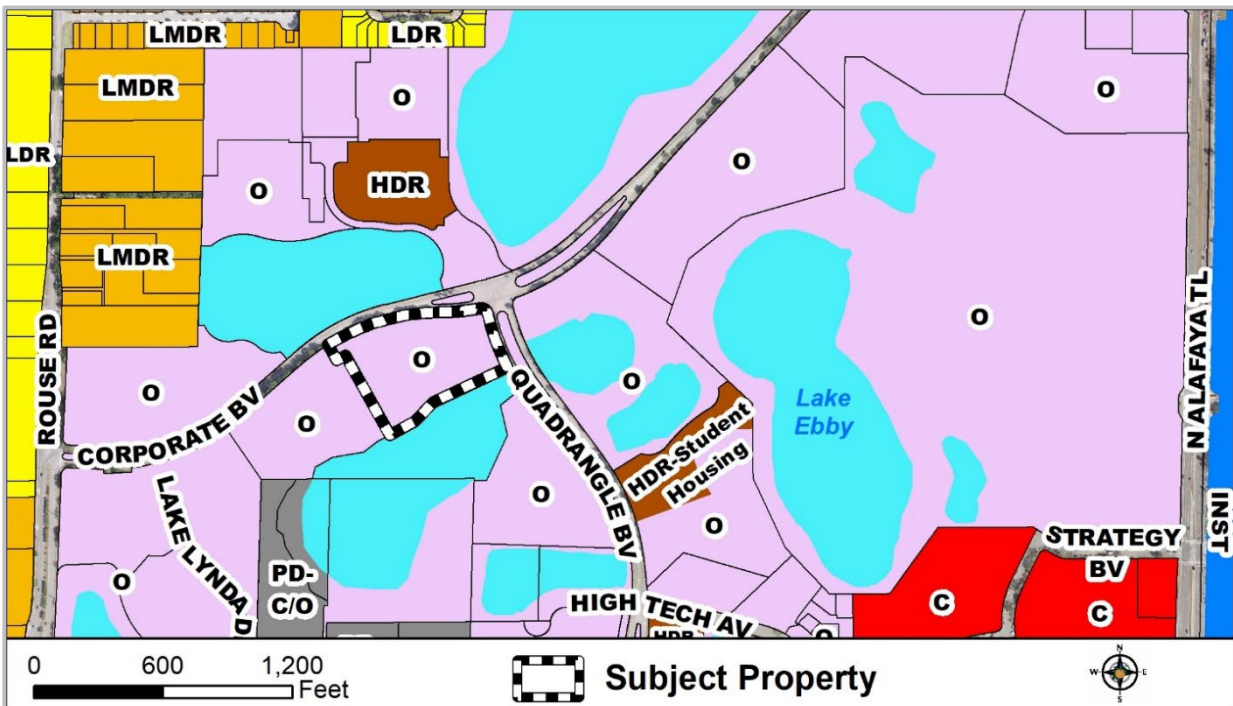 LMDR
LDR
LMDR
O
O
LDR
O
HDR
O
LMDR
N ALAFAYA TL
O
ROUSE RD
O
O
O
Lake
Ebby
O
QUADRANGLE BV
CORPORATE BV
HDR-Student
Housing
LAKE LYNDA D
O
O
STRATEGY
BV
INST
PD-
C/O
O
HIGH TECH AV
C
C
HDR
O
0 600 1,200
Feet
Subject Property
N
W E
S